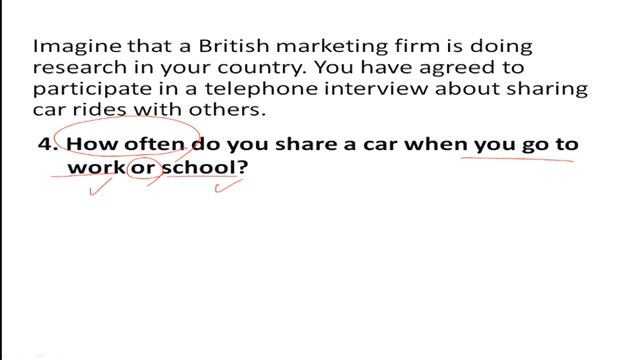 Imagine that a British marketing firm is doing
research in your country. You have agreed to
participate in a telephone interview about sharing
car rides with others.
4. How often do you share a car when you go to
work or school?